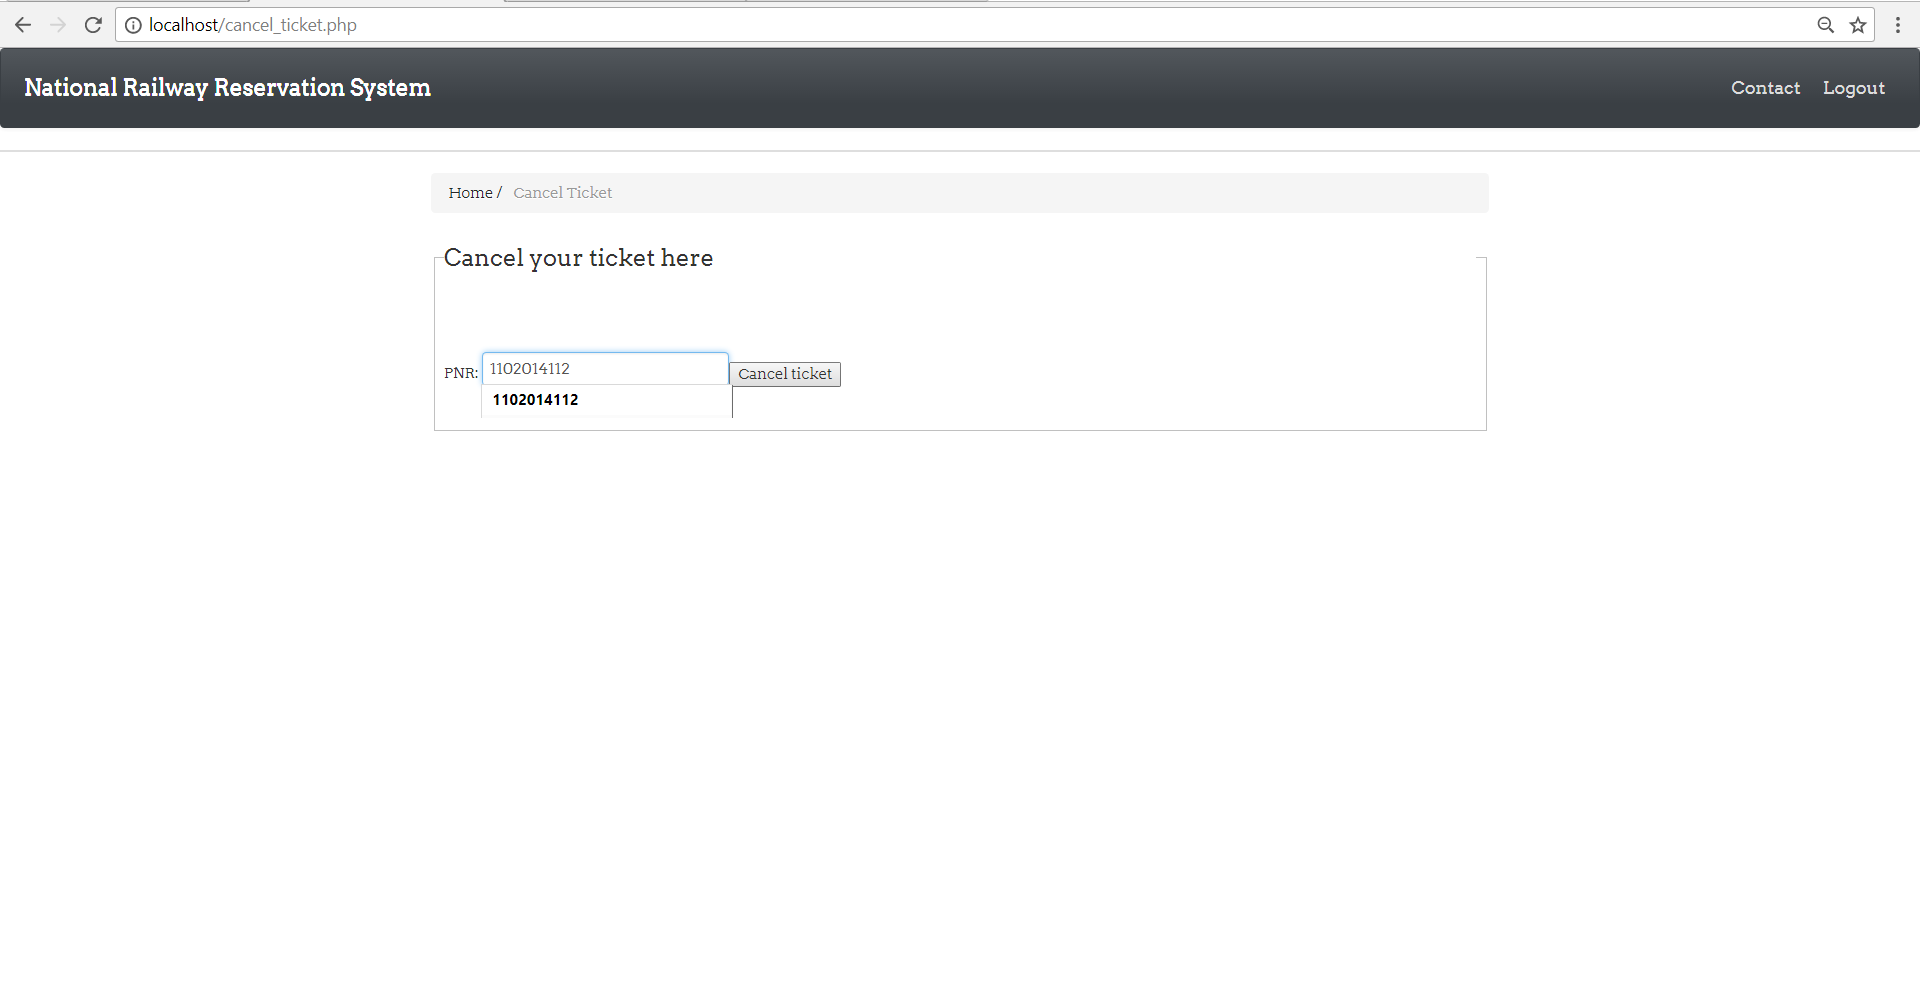 localhost/cancel_ticket.php
National Railway Reservation System
Contact Logout
Home / Cancel Ticket
Cancel your ticket here
PNR: 1102014112 Cancel ticket
1102014112